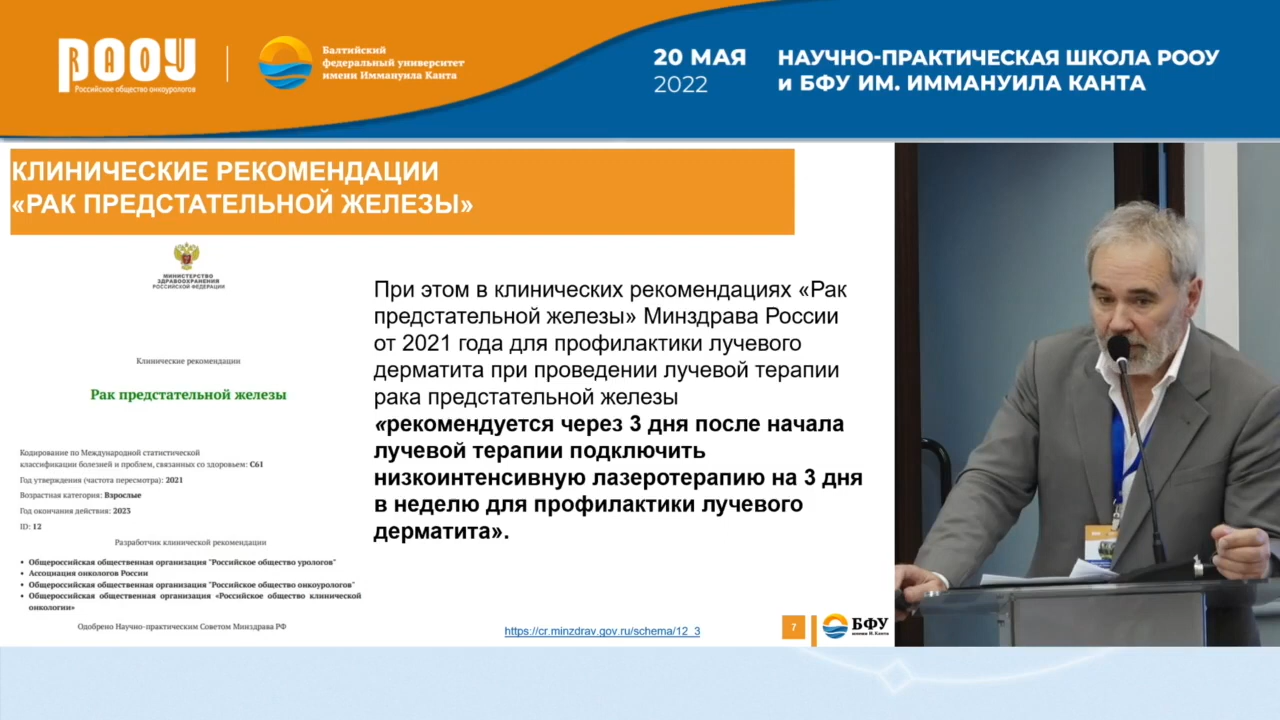 РООУ
RAOU
Российское общество онкоурологов
Балтийский
федеральный университет
имени Иммануила Канта
20 МАЯ
2022
НАУЧНО-ПРАКТИЧЕСКАЯ ШКОЛА РООУ
и БФУ ИМ. ИММАНУИЛА КАНТА
КЛИНИЧЕСКИЕ РЕКОМЕНДАЦИИ
«РАК ПРЕДСТАТЕЛЬНОЙ ЖЕЛЕЗЫ»
МИНИСТЕРСТВО
ЗДРАВООХРАНЕНИЯ
РОССИЙСКОЙ ФЕДЕРАЦИИ
Клинические рекомендации
Рак предстательной железы
Кодирование по Международной статистической
классификации болезней и проблем, связанных со здоровьем: C61
Год утверждения (частота пересмотра): 2021
Возрастная категория: Взрослые
Год окончания действия: 2023
ID: 12
Разработчик клинической рекомендации
• Общероссийская общественная организация "Российское общество урологов"
• Ассоциация онкологов России
• Общероссийская общественная организация "Российское общество онкоурологов"
• Общероссийская общественная организация «Российское общество клинической
онкологии»
Одобрено Научно-практическим Советом Минздрава РФ
При этом в клинических рекомендациях «Рак
предстательной железы» Минздрава России
от 2021 года для профилактики лучевого
дерматита при проведении лучевой терапии
рака предстательной железы
«рекомендуется через 3 дня после начала
лучевой терапии подключить
низкоинтенсивную лазеротерапию на 3 дня
в неделю для профилактики лучевого
дерматита».
https://cr.minzdrav.gov.ru/schema/12_3
7
БФУ
имени И. Канта